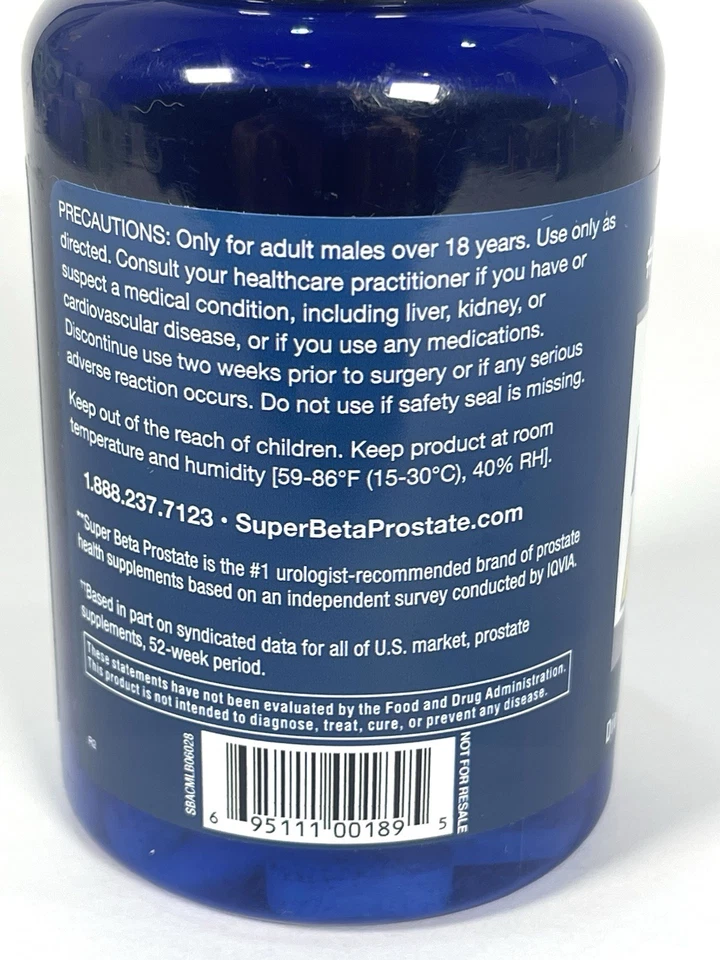 PRECAUTIONS: Only for adult males over 18 years. Use only as
directed. Consult your healthcare practitioner if you have or
suspect a medical condition, including liver, kidney, or
cardiovascular disease, or if you use any medications.
Discontinue use two weeks prior to surgery or if any serious
adverse reaction occurs. Do not use if safety seal is missing.
Keep out of the reach of children. Keep product at room
temperature and humidity [59-86°F (15-30°C), 40% RH].
1.888.237.7123 • SuperBetaProstate.com
**Super Beta Prostate is the #1 urologist-recommended brand of prostate
health supplements based on an independent survey conducted by IQVIA.
††Based in part on syndicated data for all of U.S. market, prostate
supplements, 52-week period.
These statements have not been evaluated by the Food and Drug Administration.
This product is not intended to diagnose, treat, cure, or prevent any disease.
SBACMLB06028
NOT FOR RESALE
6 95111 00189 5